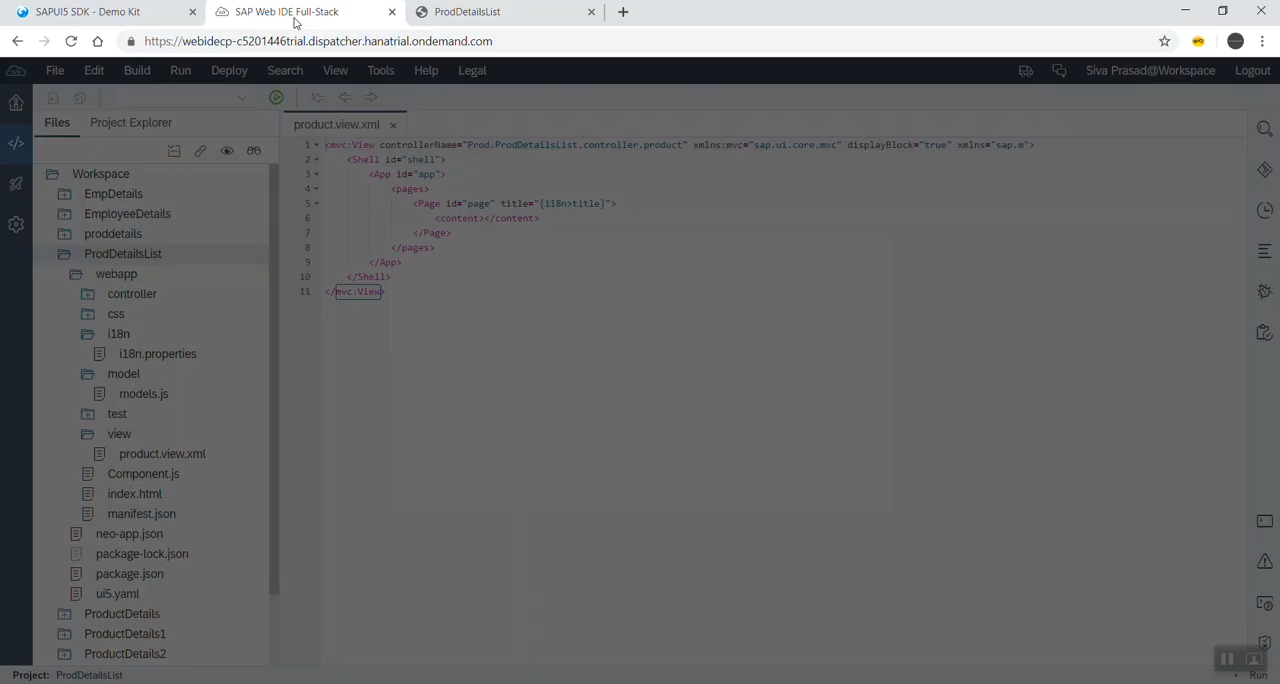 SAPUI5 SDK - Demo Kit
SAP Web IDE Full-Stack
ProdDetailsList
https://webidecp-c5201446trial.dispatcher.hanatrial.ondemand.com
File Edit Build Run Deploy Search View Tools Help Legal
Siva Prasad@Workspace Logout
Files Project Explorer
product.view.xml
Workspace
EmpDetails
EmployeeDetails
proddetails
ProdDetailsList
webapp
controller
css
i18n
i18n.properties
model
models.js
test
view
product.view.xml
Component.js
index.html
manifest.json
neo-app.json
package-lock.json
package.json
ui5.yaml
ProductDetails
ProductDetails1
ProductDetails2
1 <mvc:View controllerName="Prod.ProdDetailsList.controller.product" xmlns:mvc="sap.ui.core.mvc" displayBlock="true" xmlns="sap.m">
2 <Shell id="shell">
3 <App id="app">
4 <pages>
5 <Page id="page" title="{i18n>title}">
6 <content></content>
7 </Page>
8 </pages>
9 </App>
10 </Shell>
11 </mvc:View>
Project: ProdDetailsList
Run